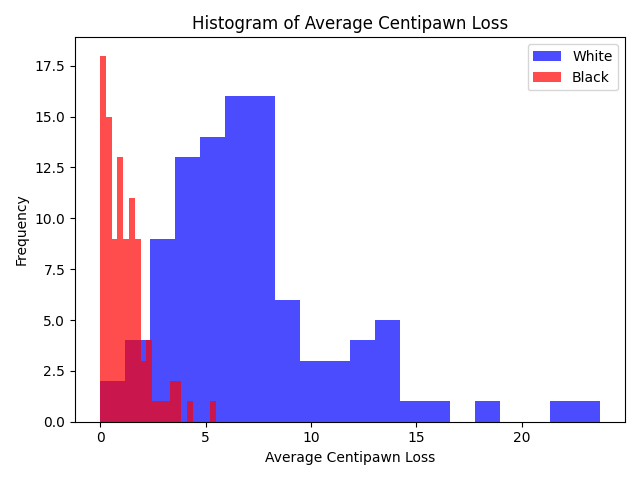 Histogram of Average Centipawn Loss
White
Black
17.5
15.0
12.5
10.0
7.5
5.0
2.5
0.0
Frequency
0 5 10 15 20
Average Centipawn Loss